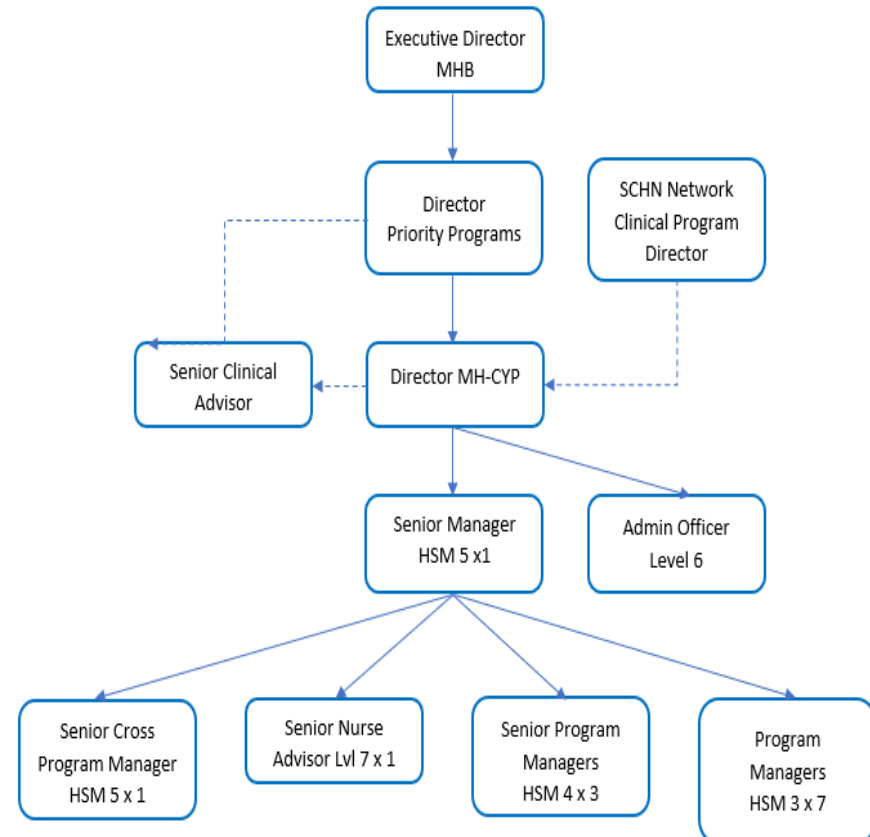 Executive Director
MHB
Director
Priority Programs
SCHN Network
Clinical Program
Director
Senior Clinical
Advisor
Director MH-CYP
Senior Manager
HSM 5 x1
Admin Officer
Level 6
Senior Cross
Program Manager
HSM 5 x 1
Senior Nurse
Advisor Lvl 7 x 1
Senior Program
Managers
HSM 4 x 3
Program
Managers
HSM 3 x 7